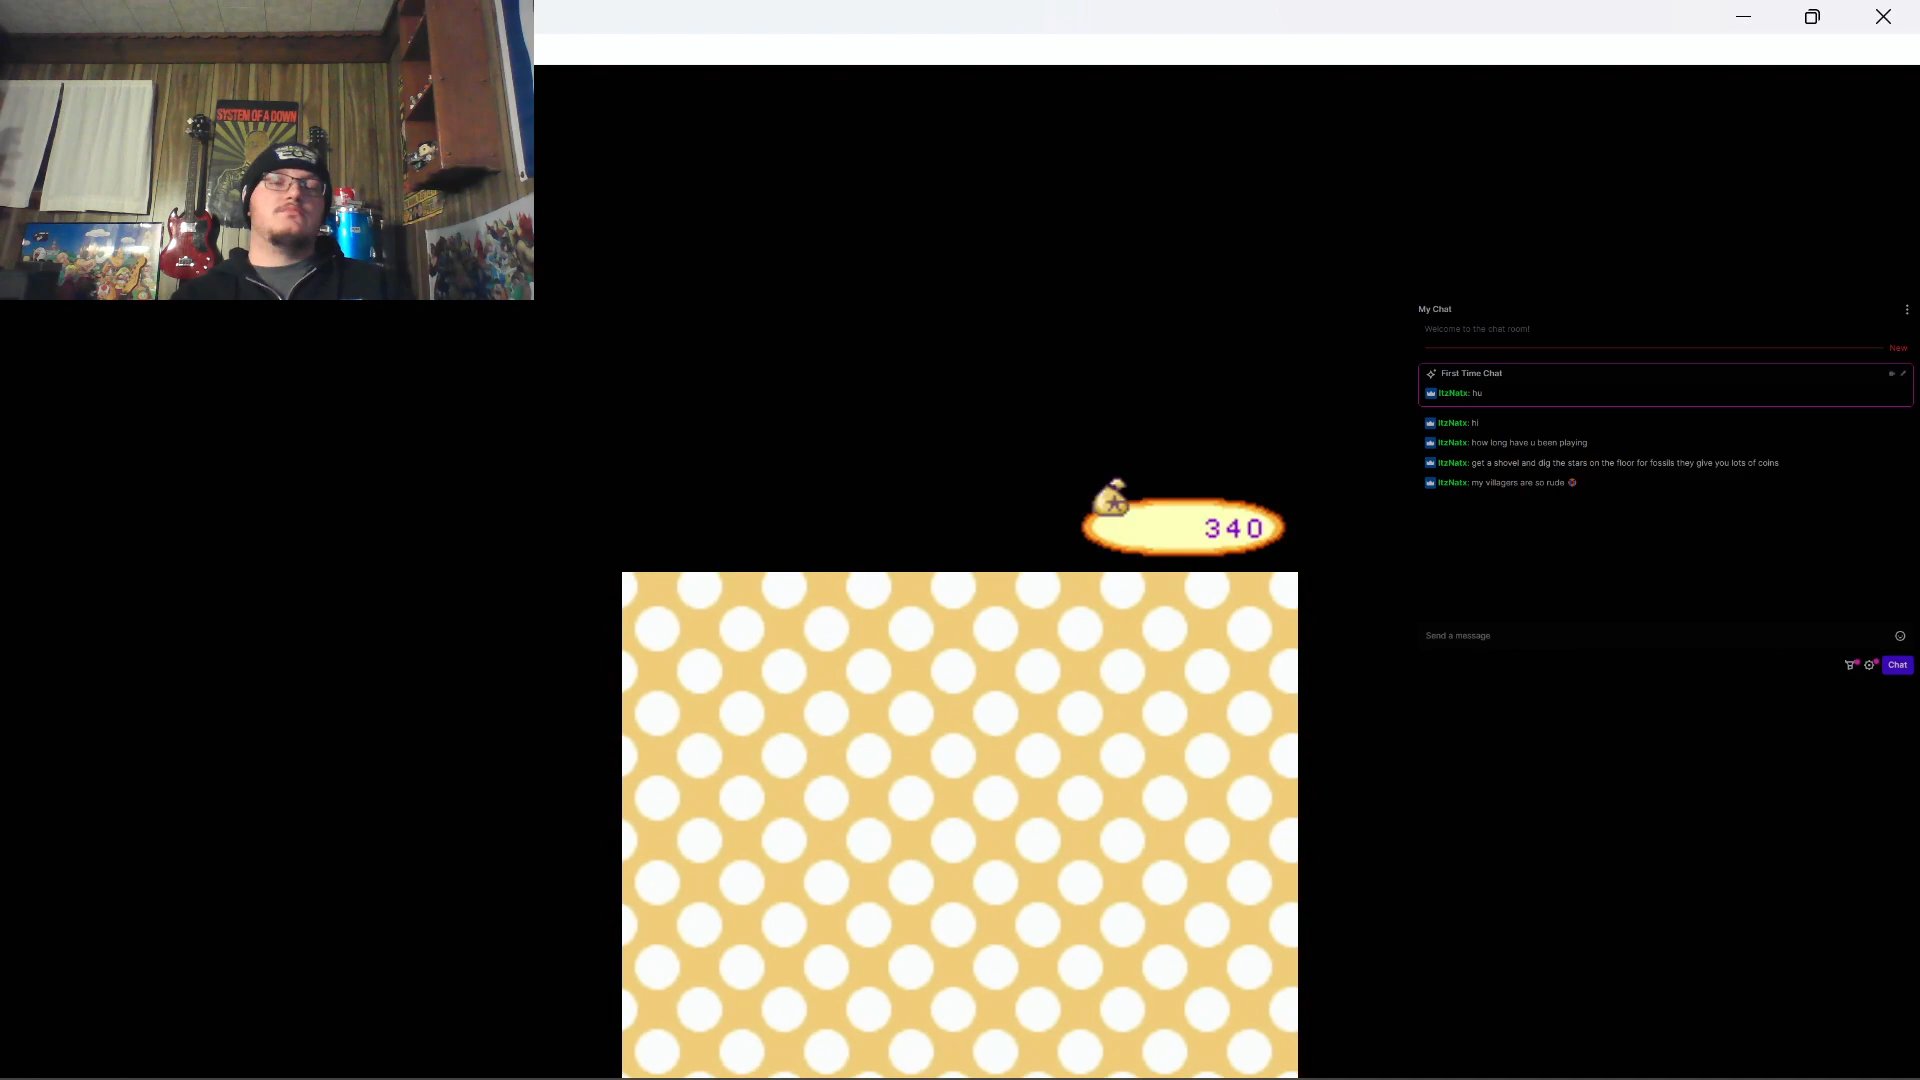 SYSTEM OF A DOWN
My Chat
Welcome to the chat room!
New
First Time Chat
ItzNatx: hu
ItzNatx: hi
ItzNatx: how long have u been playing
ItzNatx: get a shovel and dig the stars on the floor for fossils they give you lots of coins
ItzNatx: my villagers are so rude
340
Send a message
Chat